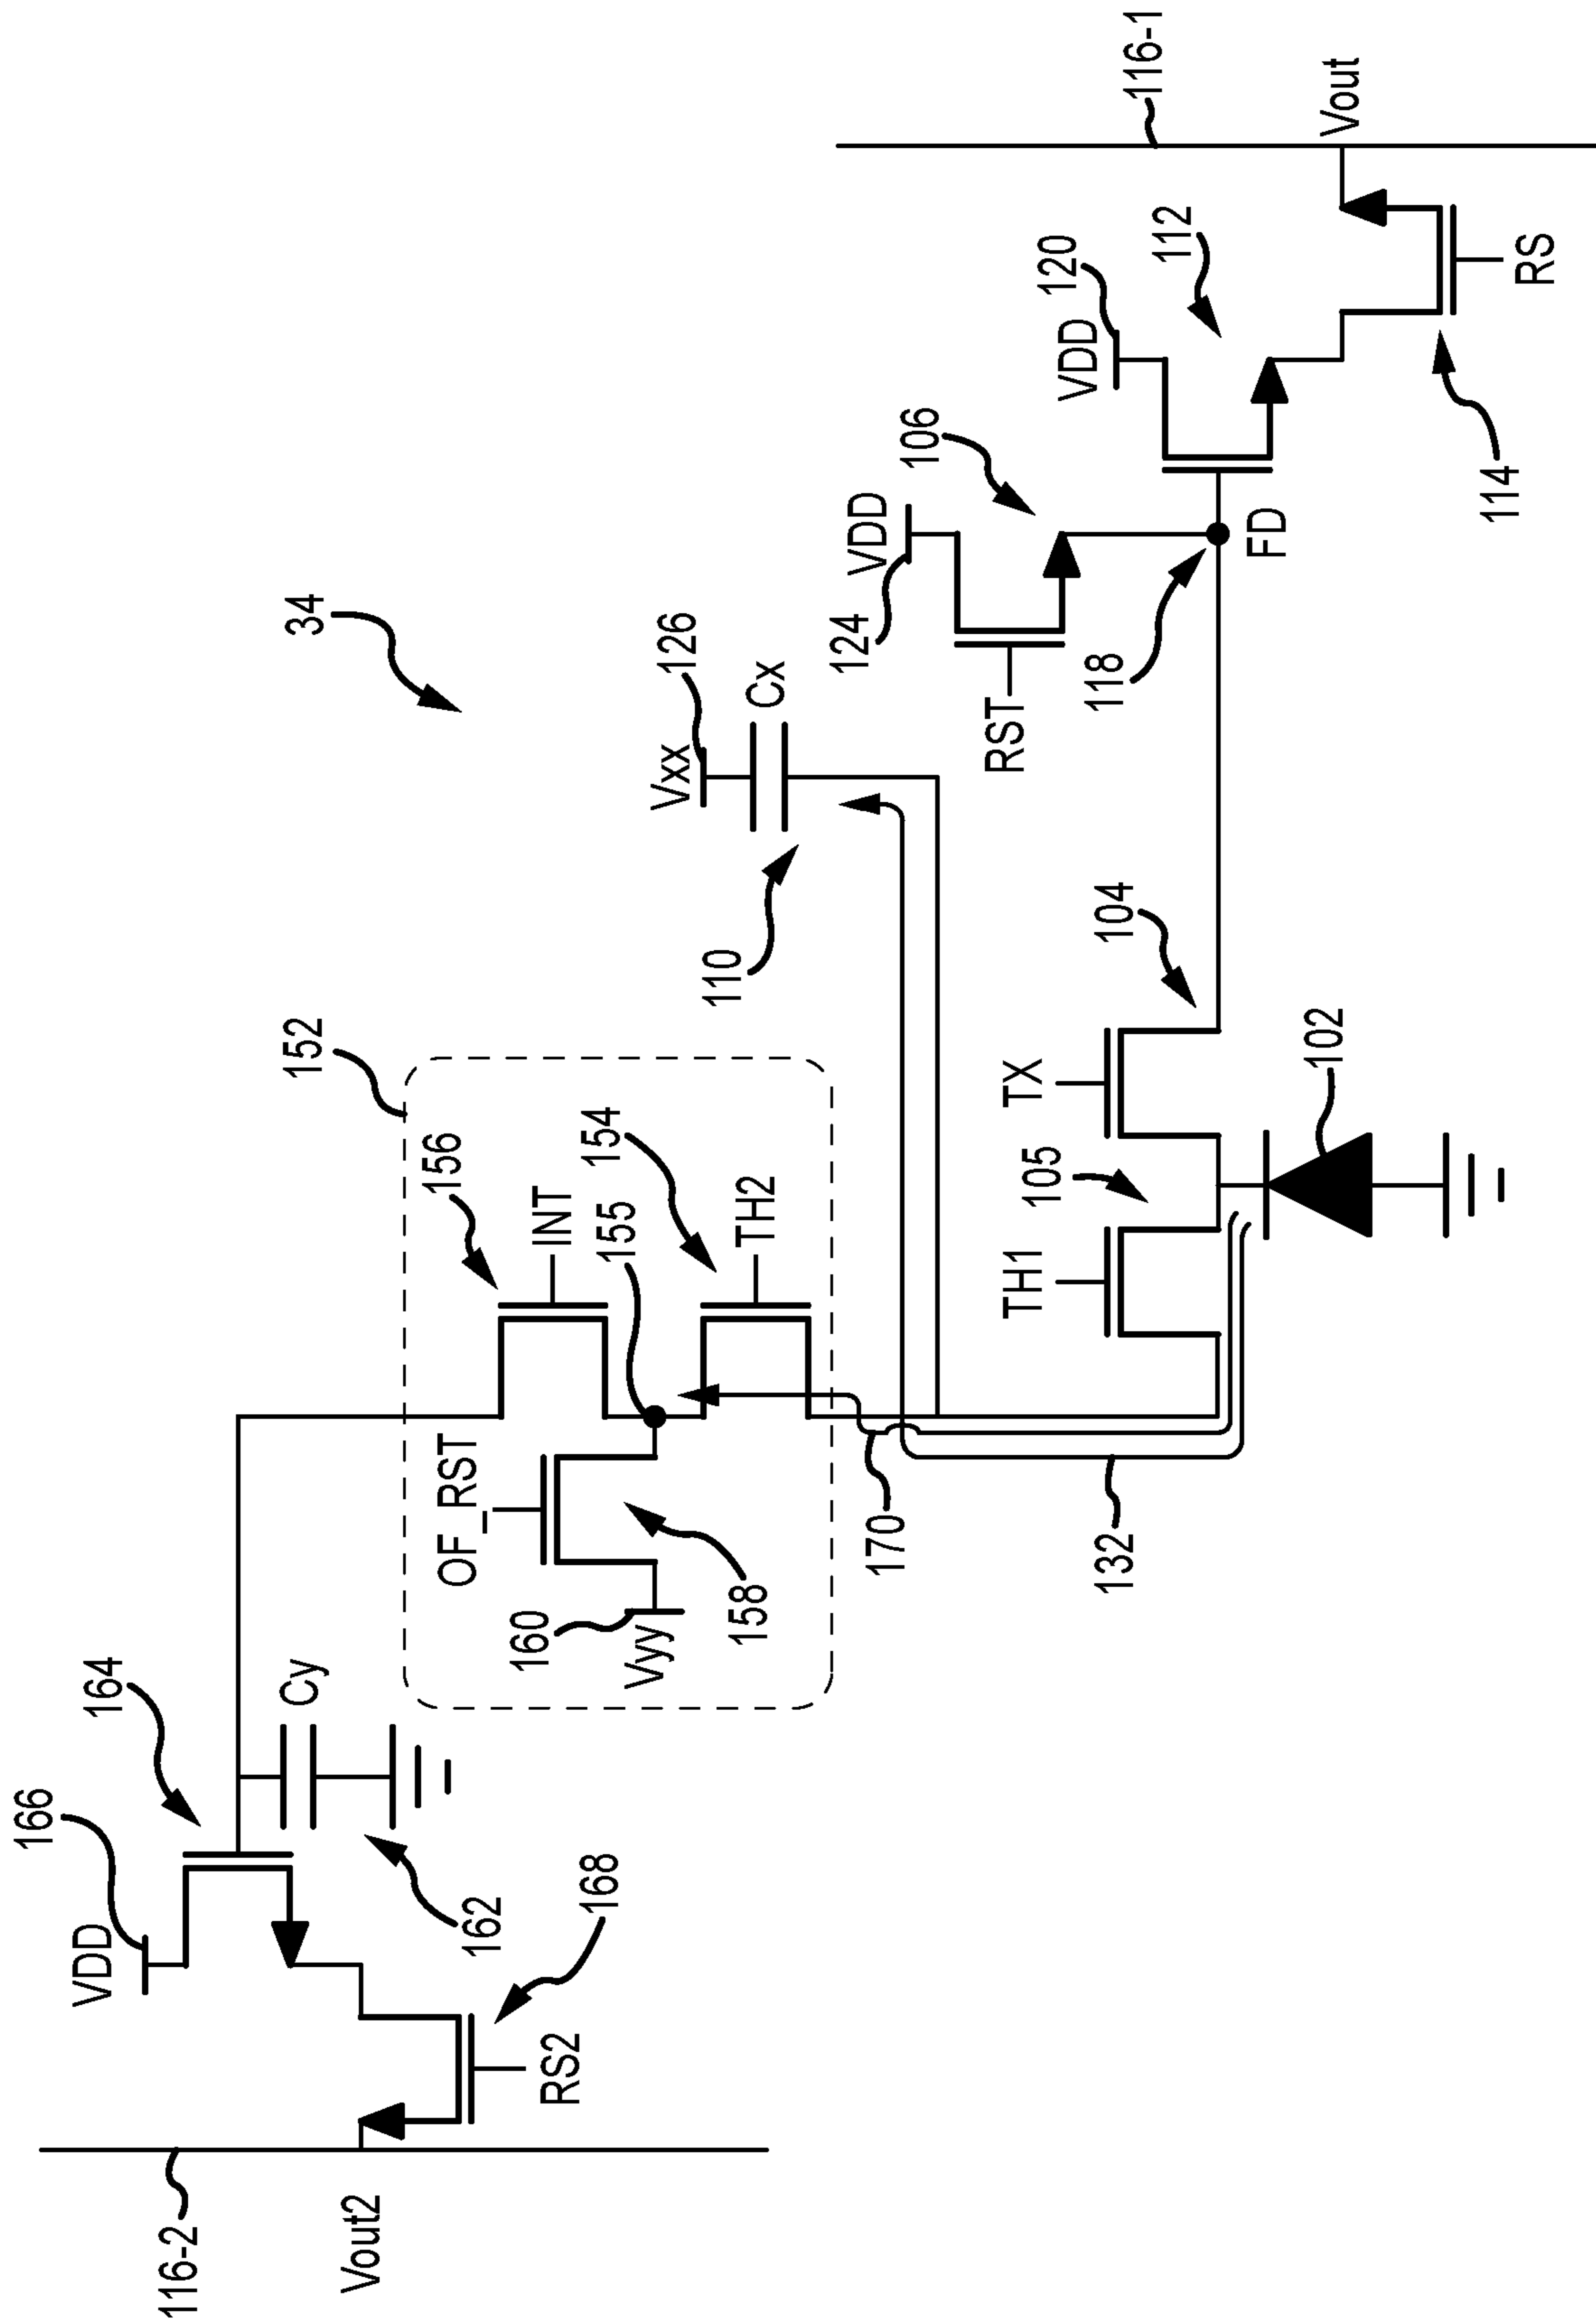 34
116-2
Vout2
VDD
166
164
Cy
162
168
RS2
152
156
INT
155
154
TH2
OF_RST
160
Vyy
158
170
132
Vxx
126
Cx
110
TH1
105
TX
104
102
VDD
124
106
RST
118
FD
VDD
120
112
114
RS
116-1
Vout